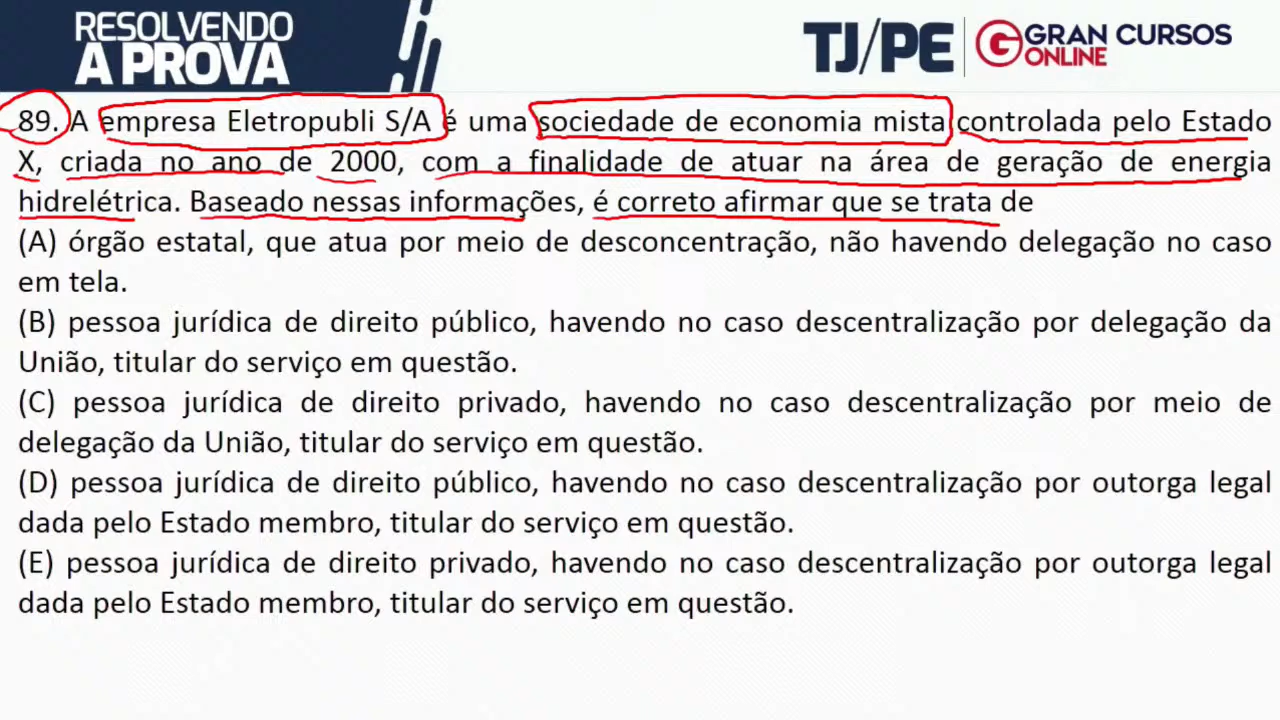 RESOLVENDO
A PROVA
TJ/PE
GRAN CURSOS
ONLINE
89. A empresa Eletropubli S/A é uma sociedade de economia mista controlada pelo Estado
X, criada no ano de 2000, com a finalidade de atuar na área de geração de energia
hidrelétrica. Baseado nessas informações, é correto afirmar que se trata de
(A) órgão estatal, que atua por meio de desconcentração, não havendo delegação no caso
em tela.
(B) pessoa jurídica de direito público, havendo no caso descentralização por delegação da
União, titular do serviço em questão.
(C) pessoa jurídica de direito privado, havendo no caso descentralização por meio de
delegação da União, titular do serviço em questão.
(D) pessoa jurídica de direito público, havendo no caso descentralização por outorga legal
dada pelo Estado membro, titular do serviço em questão.
(E) pessoa jurídica de direito privado, havendo no caso descentralização por outorga legal
dada pelo Estado membro, titular do serviço em questão.